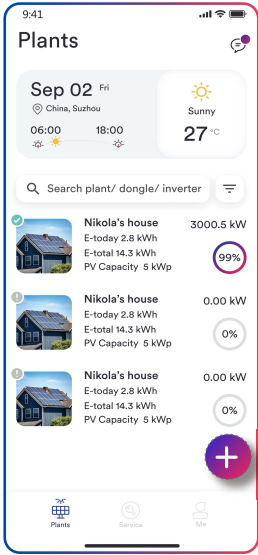 9:41
Plants
Sep 02 Fri
China, Suzhou
06:00 18:00
Sunny
27 °C
Search plant/ dongle/ inverter
Nikola's house 3000.5 kW
E-today 2.8 kWh
E-total 14.3 kWh
PV Capacity 5 kWp
99%
Nikola's house 0.00 kW
E-today 2.8 kWh
E-total 14.3 kWh
PV Capacity 5 kWp
0%
Nikola's house 0.00 kW
E-today 2.8 kWh
E-total 14.3 kWh
PV Capacity 5 kWp
0%
Plants Service Me